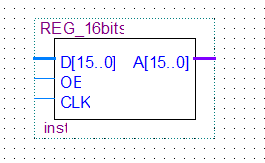 REG_16bits
D[15..0] A[15..0]
OE
CLK
inst